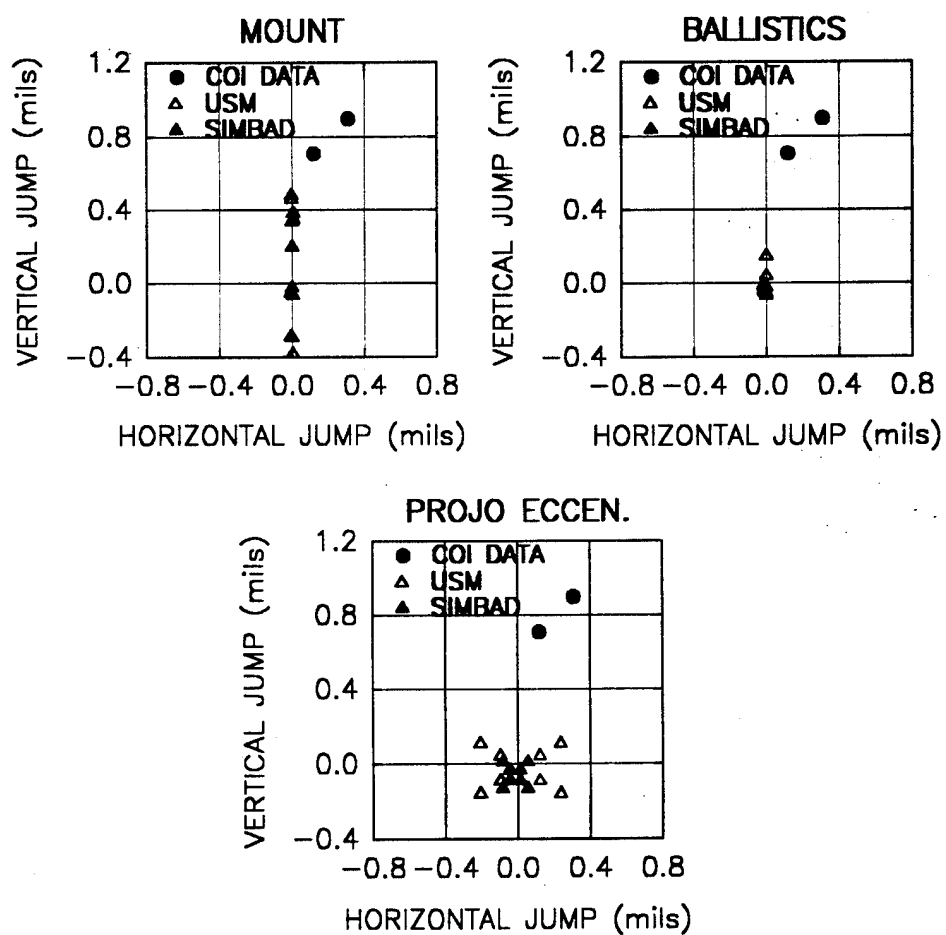 MOUNT
1.2
0.8
0.4
0.0
−0.4
VERTICAL JUMP (mils)
● COI DATA
△ USM
▲ SIMBAD
−0.8 −0.4 0.0 0.4 0.8
HORIZONTAL JUMP (mils)
BALLISTICS
1.2
0.8
0.4
0.0
−0.4
VERTICAL JUMP (mils)
● COI DATA
△ USM
▲ SIMBAD
−0.8 −0.4 0.0 0.4 0.8
HORIZONTAL JUMP (mils)
PROJO ECCEN.
1.2
0.8
0.4
0.0
−0.4
VERTICAL JUMP (mils)
● COI DATA
△ USM
▲ SIMBAD
−0.8 −0.4 0.0 0.4 0.8
HORIZONTAL JUMP (mils)